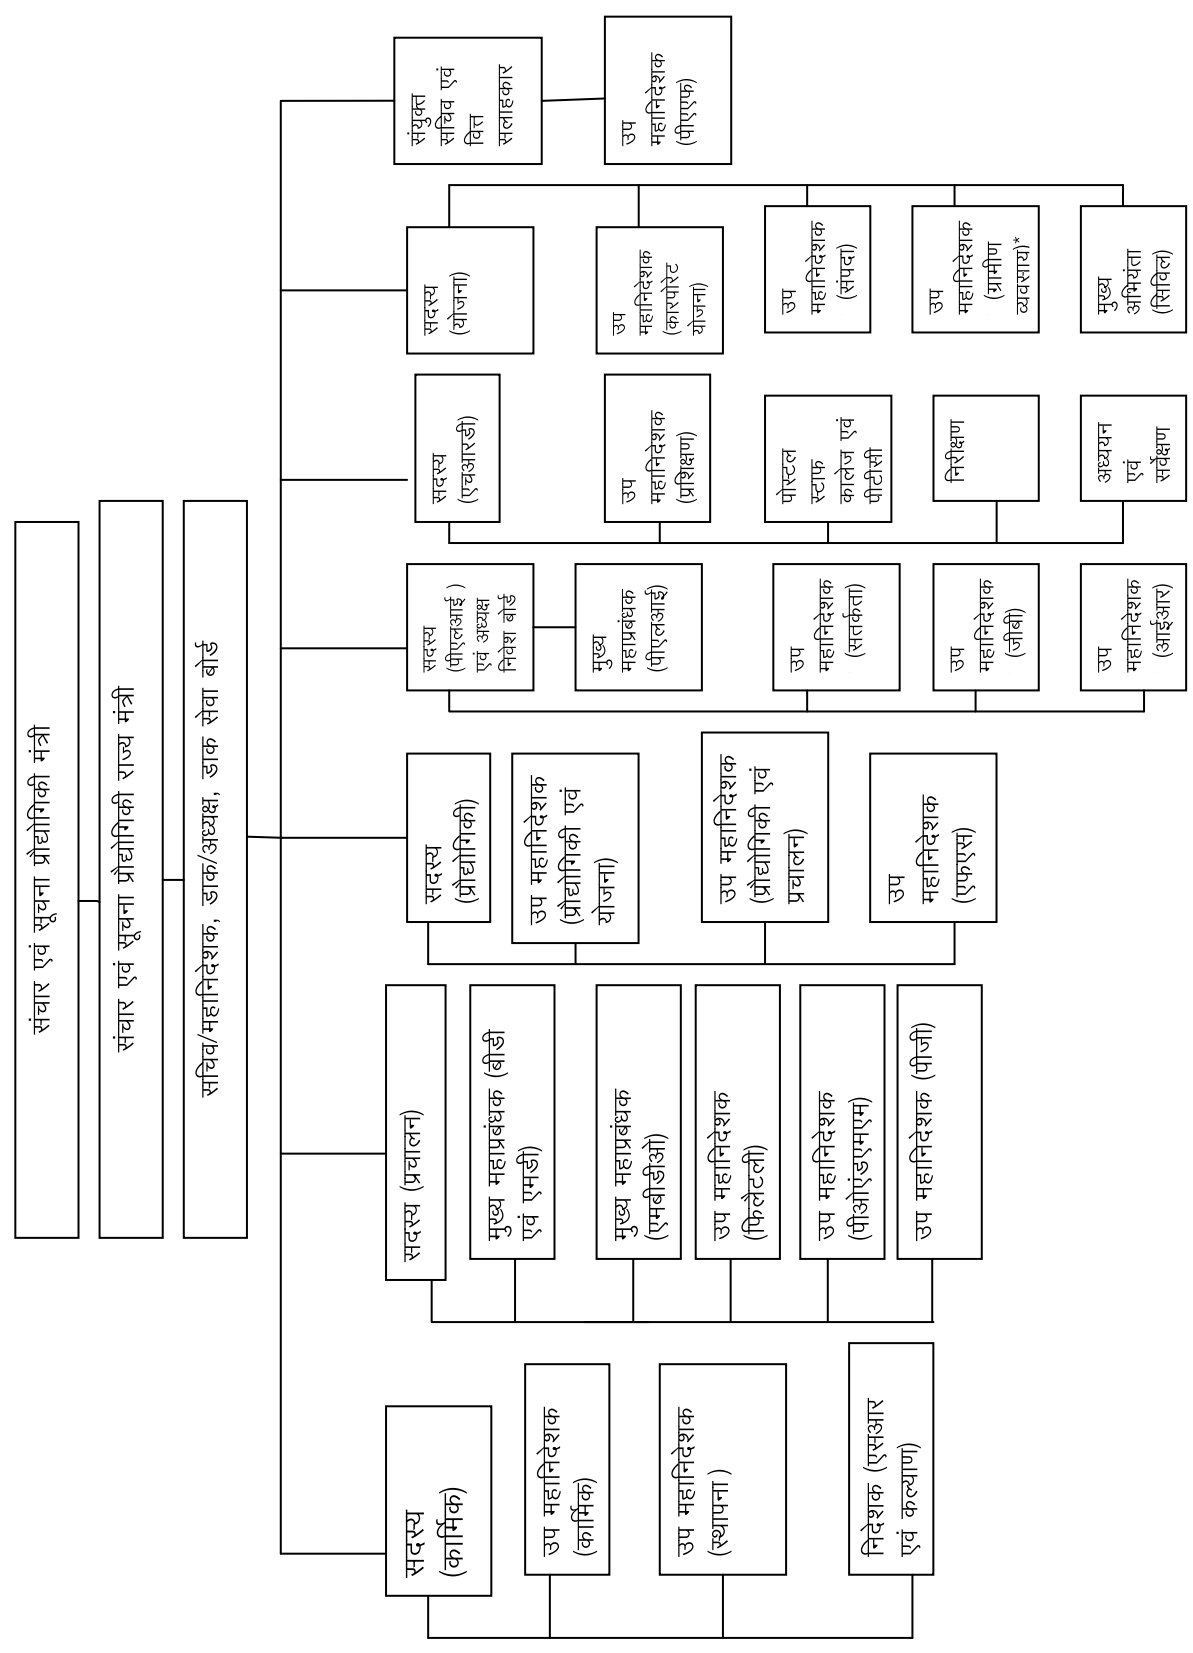 संचार एवं सूचना प्रौद्योगिकी मंत्री
संचार एवं सूचना प्रौद्योगिकी राज्य मंत्री
सचिव/महानिदेशक, डाक/अध्यक्ष, डाक सेवा बोर्ड
सदस्य
(कार्मिक)
उप महानिदेशक
(कार्मिक)
उप महानिदेशक
(स्थापना )
निदेशक (एसआर
एवं कल्याण)
सदस्य (प्रचालन)
मुख्य महाप्रबंधक (बीडी
एवं एमडी)
मुख्य महाप्रबंधक
(एमबीडीओ)
उप महानिदेशक
(फिलैटली)
उप महानिदेशक
(पीओएंडएमएम)
उप महानिदेशक (पीजी)
सदस्य
(प्रौद्योगिकी)
उप महानिदेशक
(प्रौद्योगिकी एवं
योजना)
उप महानिदेशक
(प्रौद्योगिकी एवं
प्रचालन)
उप
महानिदेशक
(एफएस)
सदस्य
(पीएलआई )
एवं अध्यक्ष
निवेश बोर्ड
मुख्य
महाप्रबंधक
(पीएलआई)
उप
महानिदेशक
(सतर्कता)
उप
महानिदेशक
(जीबी)
उप
महानिदेशक
(आईआर)
सदस्य
(एचआरडी)
उप
महानिदेशक
(प्रशिक्षण)
पोस्टल
स्टाफ
कालेज एवं
पीटीसी
निरीक्षण
अध्ययन
एवं
सर्वेक्षण
सदस्य
(योजना)
उप
महानिदेशक
(कारपोरेट
योजना)
उप
महानिदेशक
(संपदा)
उप
महानिदेशक
(ग्रामीण
व्यवसाय)*
मुख्य
अभियंता
(सिविल)
संयुक्त
सचिव एवं
वित्त
सलाहकार
उप
महानिदेशक
(पीएएफ)